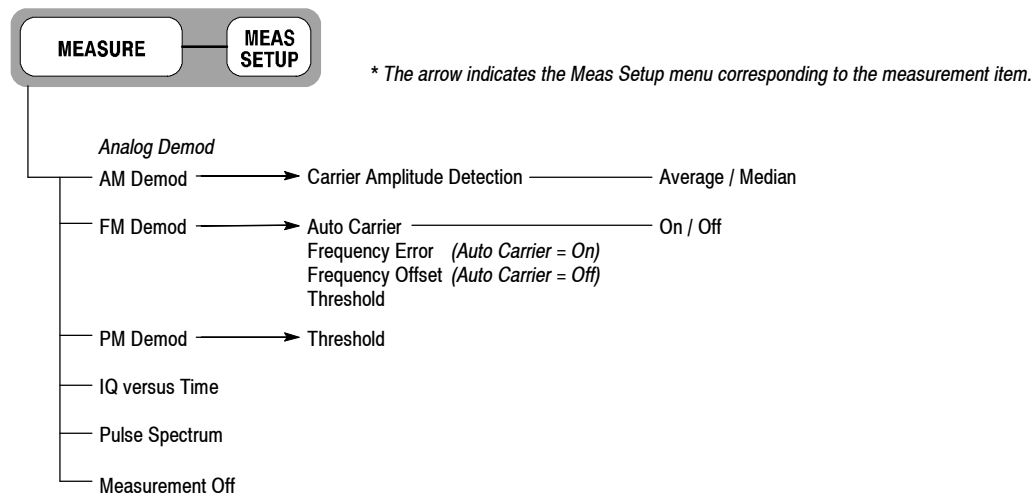 MEASURE
MEAS
SETUP
* The arrow indicates the Meas Setup menu corresponding to the measurement item.
Analog Demod
AM Demod Carrier Amplitude Detection Average / Median
FM Demod Auto Carrier On / Off
Frequency Error (Auto Carrier = On)
Frequency Offset (Auto Carrier = Off)
Threshold
PM Demod Threshold
IQ versus Time
Pulse Spectrum
Measurement Off